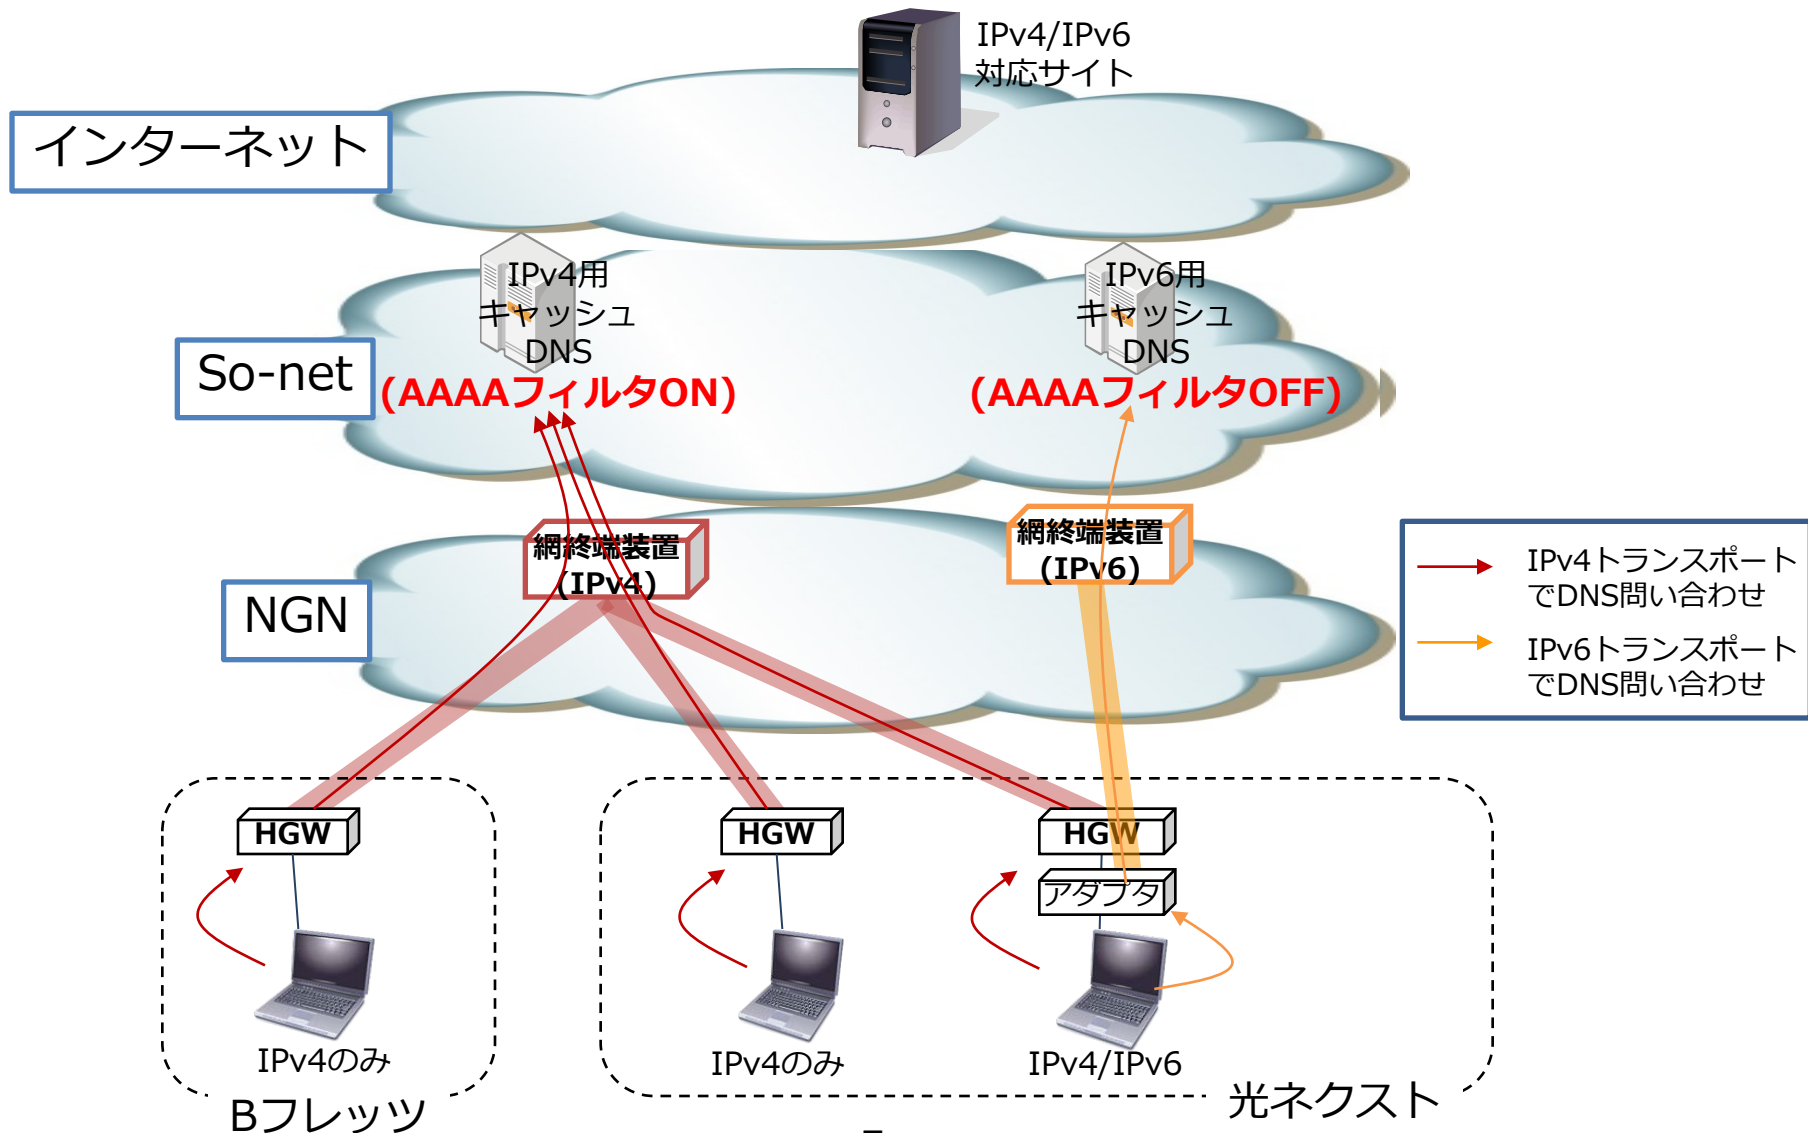 IPv4/IPv6
対応サイト
インターネット
IPv4用
キャッシュ
DNS
(AAAAフィルタON)
IPv6用
キャッシュ
DNS
(AAAAフィルタOFF)
So-net
網終端装置
(IPv4)
網終端装置
(IPv6)
NGN
IPv4トランスポート
でDNS問い合わせ
IPv6トランスポート
でDNS問い合わせ
HGW
HGW
HGW
アダプタ
IPv4のみ
IPv4のみ
IPv4/IPv6
Bフレッツ
光ネクスト